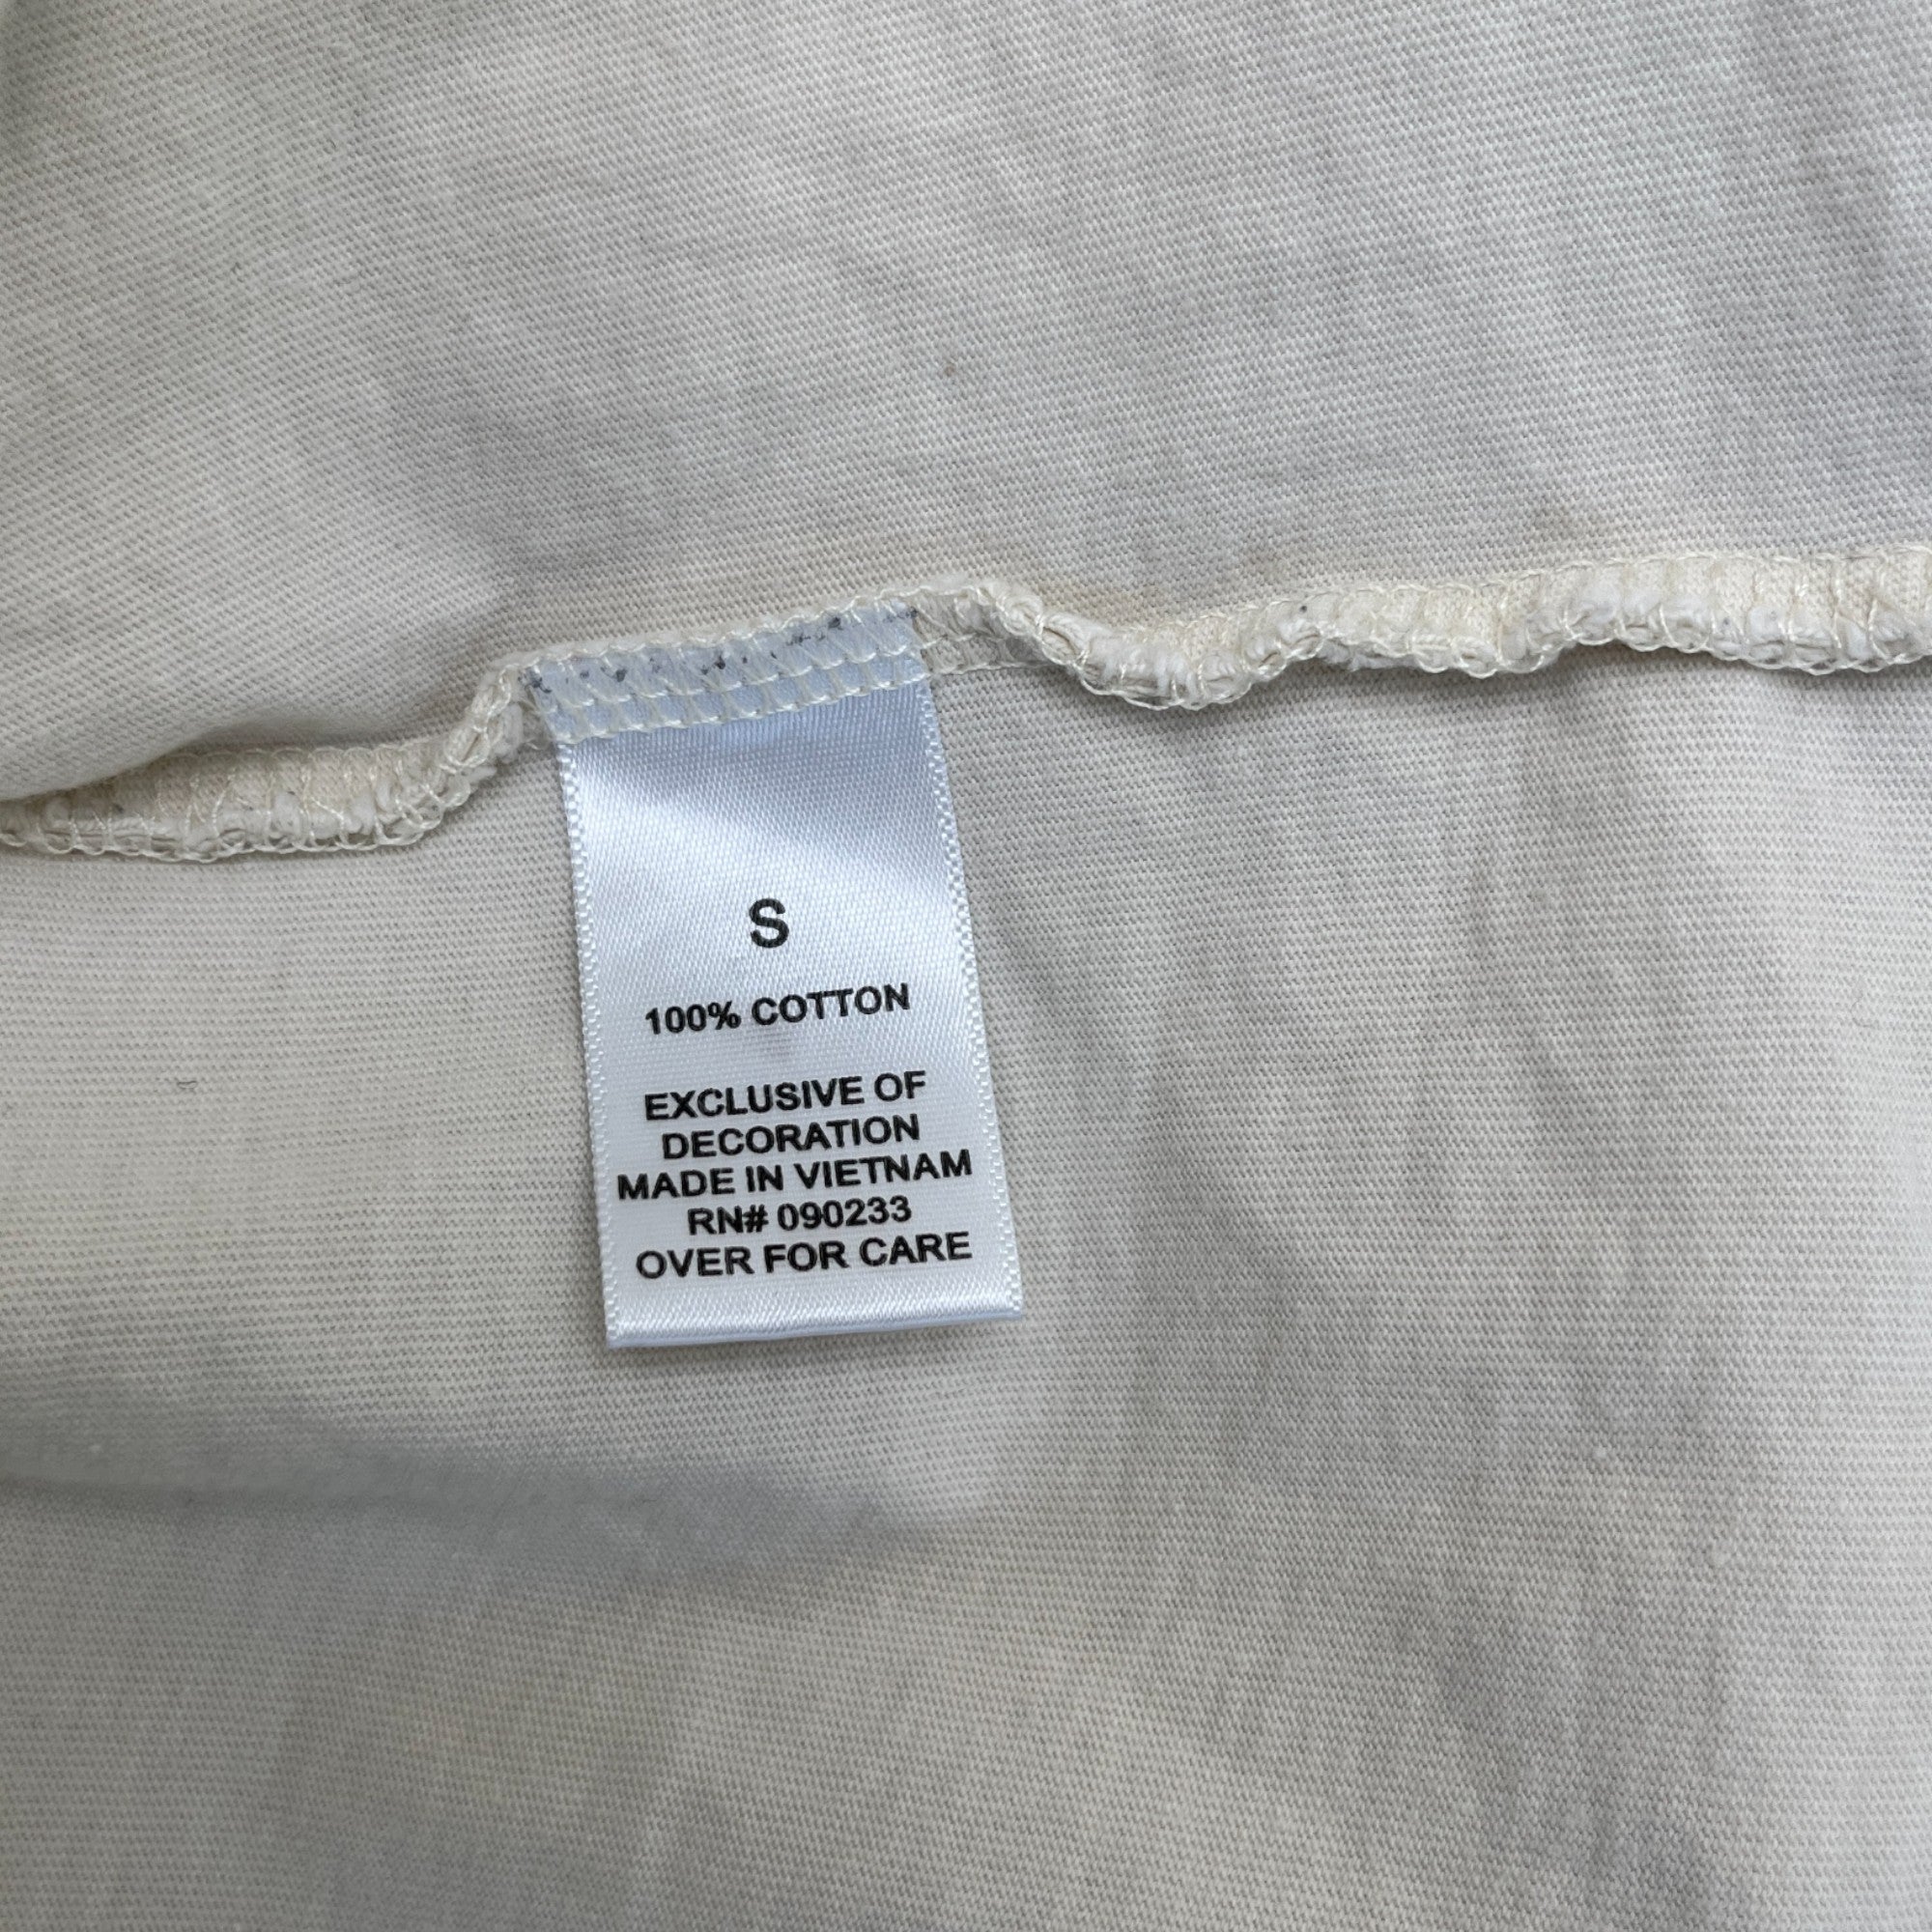 S
100% COTTON
EXCLUSIVE OF
DECORATION
MADE IN VIETNAM
RN# 090233
OVER FOR CARE